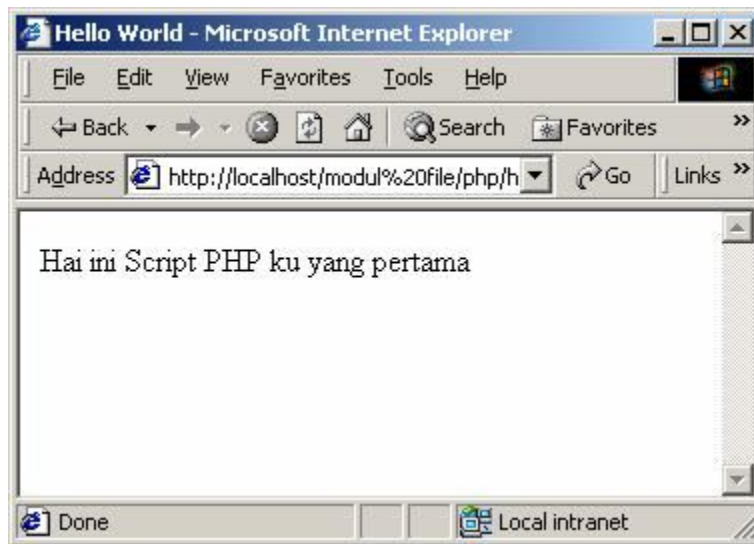 Hello World - Microsoft Internet Explorer
File Edit View Favorites Tools Help
Back Search Favorites »
Address http://localhost/modul%20file/php/h Go Links »
Hai ini Script PHP ku yang pertama
Done Local intranet